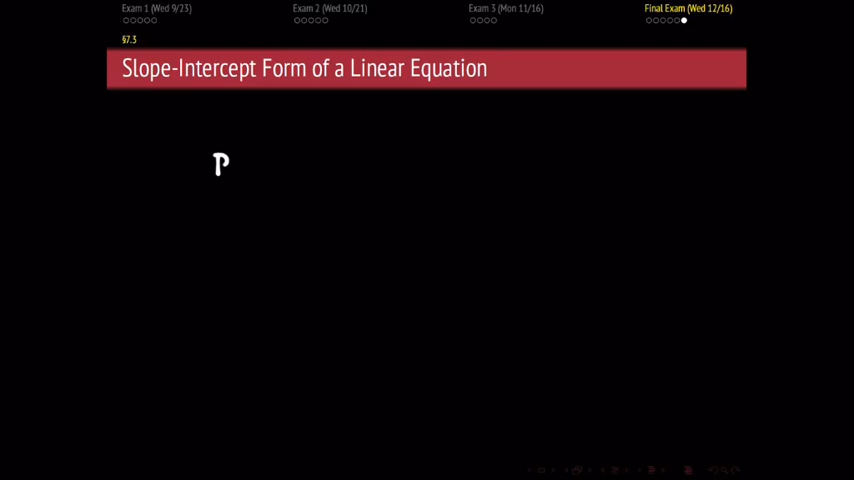 Exam 1 (Wed 9/23) Exam 2 (Wed 10/21) Exam 3 (Mon 11/16) Final Exam (Wed 12/16)
§7.3
Slope-Intercept Form of a Linear Equation